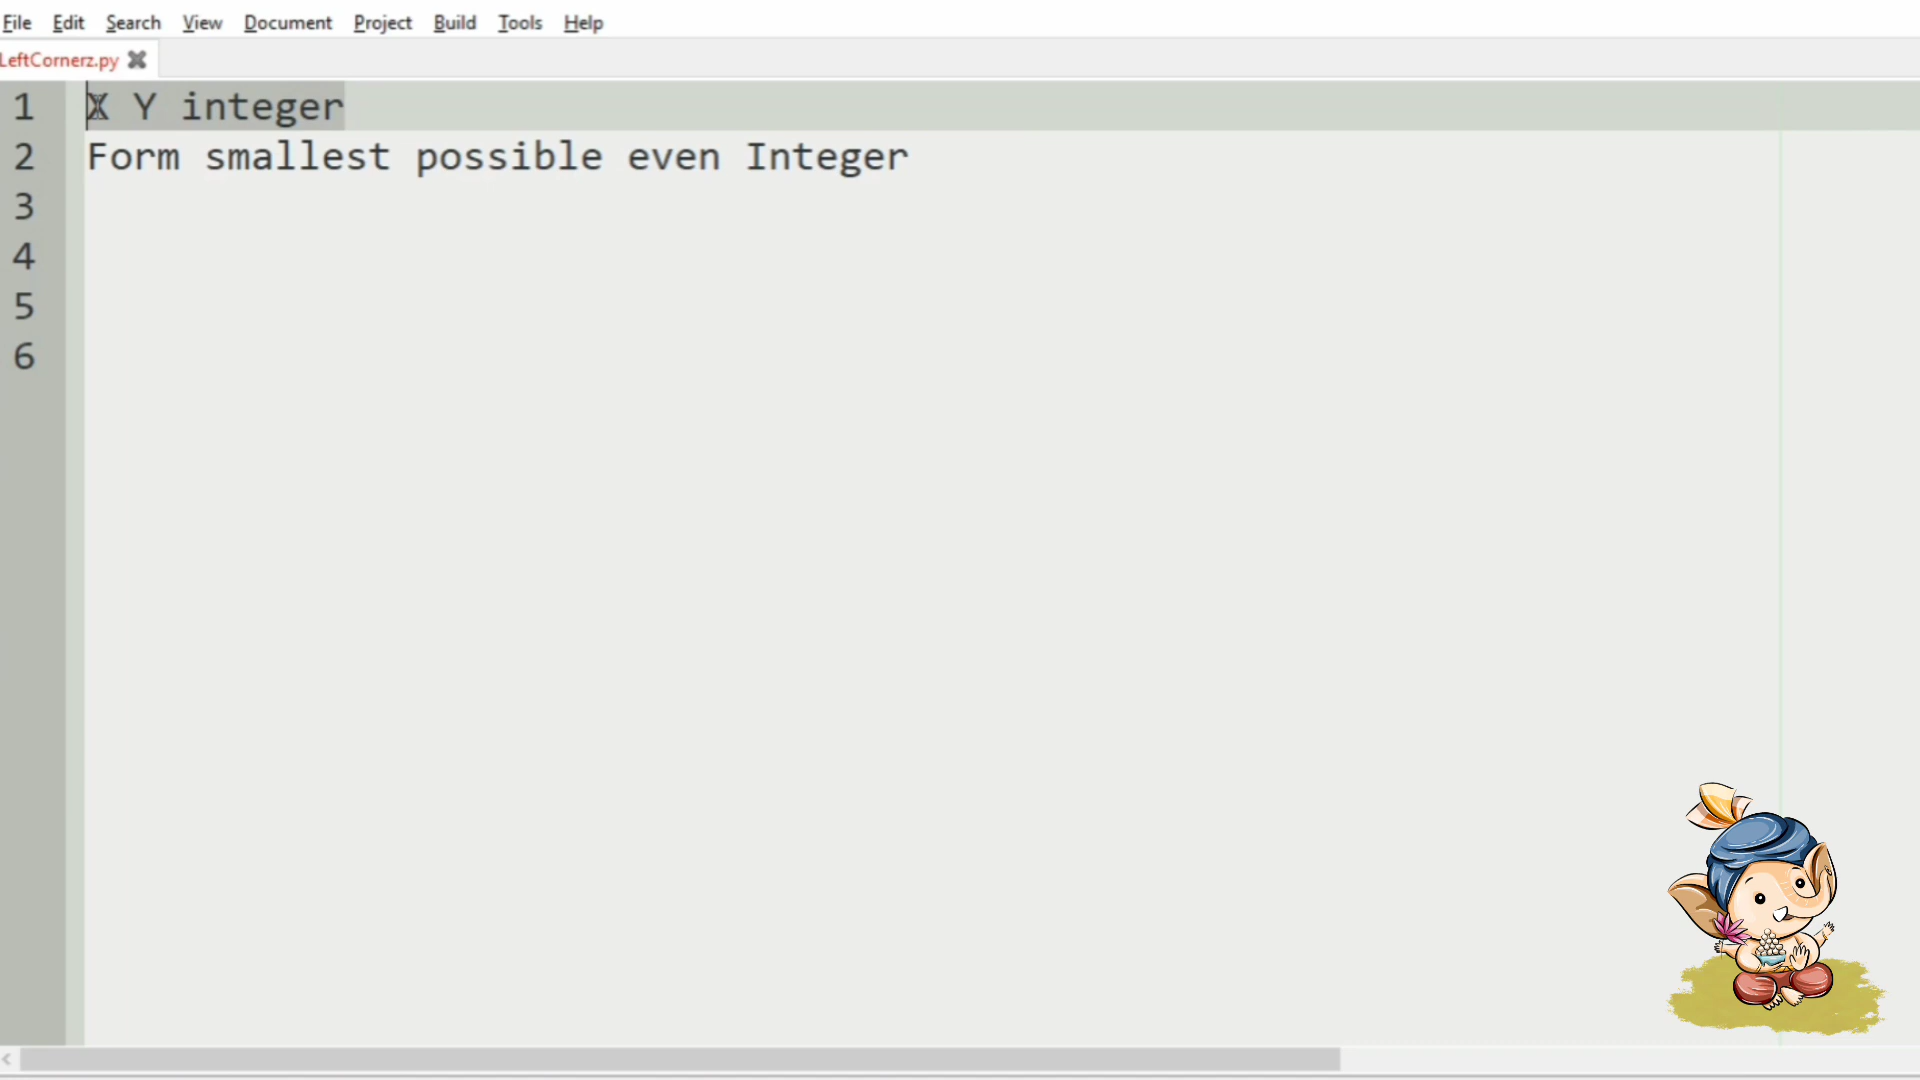 File Edit Search View Document Project Build Tools Help
LeftCornerz.py
1 X Y integer
2 Form smallest possible even Integer
3
4
5
6